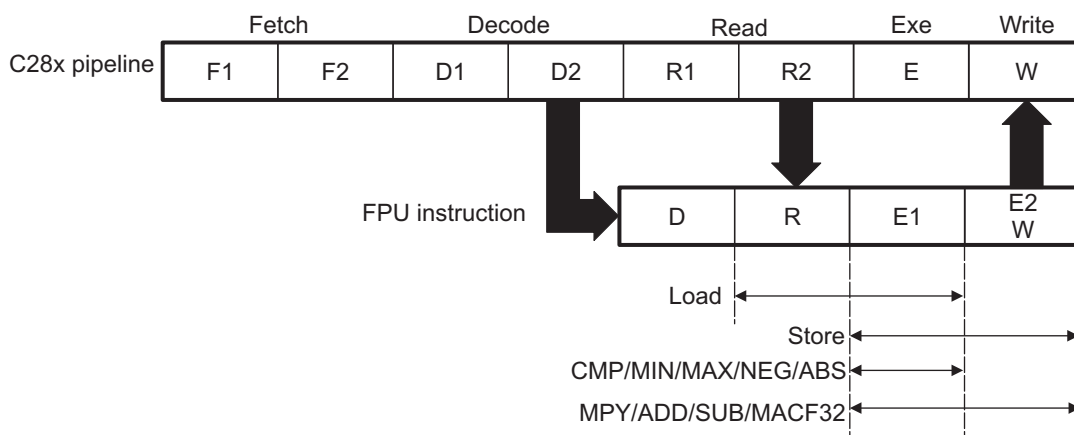 Fetch Decode Read Exe Write
C28x pipeline F1 F2 D1 D2 R1 R2 E W
FPU instruction D R E1 E2
W
Load
Store
CMP/MIN/MAX/NEG/ABS
MPY/ADD/SUB/MACF32